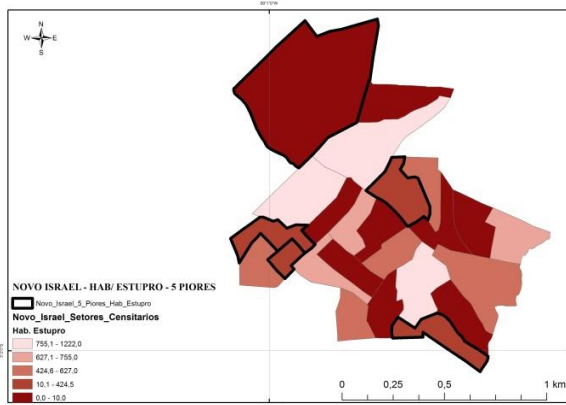 N
W E
S
NOVO ISRAEL - HAB/ ESTUPRO - 5 PIORES
Novo_Israel_5_Piores_Hab_Estupro
Novo_Israel_Setores_Censitarios
Hab. Estupro
755,1 - 1222,0
627,1 - 755,0
424,6 - 627,0
10,1 - 424,5
0,0 - 10,0
0 0,25 0,5 1 km